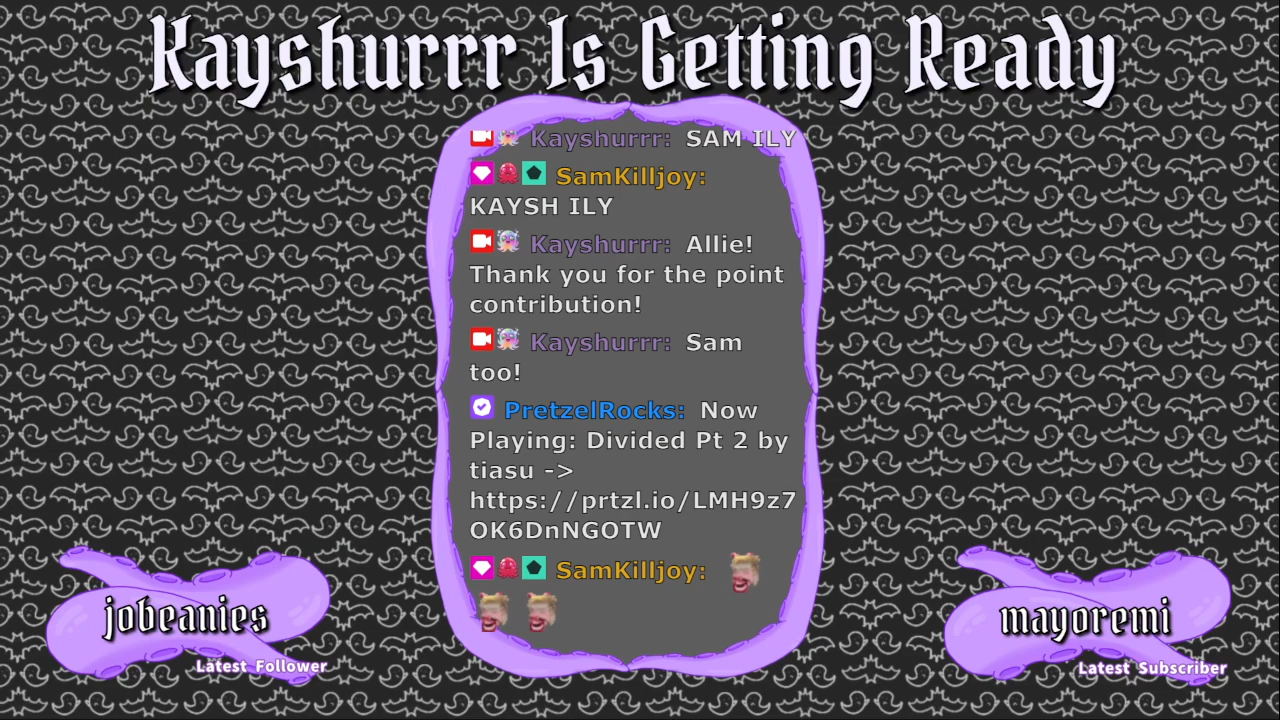 Kayshurrr Is Getting Ready
Kayshurrr: SAM ILY
SamKilljoy:
KAYSH ILY
Kayshurrr: Allie!
Thank you for the point
contribution!
Kayshurrr: Sam
too!
PretzelRocks: Now
Playing: Divided Pt 2 by
tiasu ->
https://prtzl.io/LMH9z7
OK6DnNGOTW
SamKilljoy:
jobeanies
Latest Follower
mayoremi
Latest Subscriber